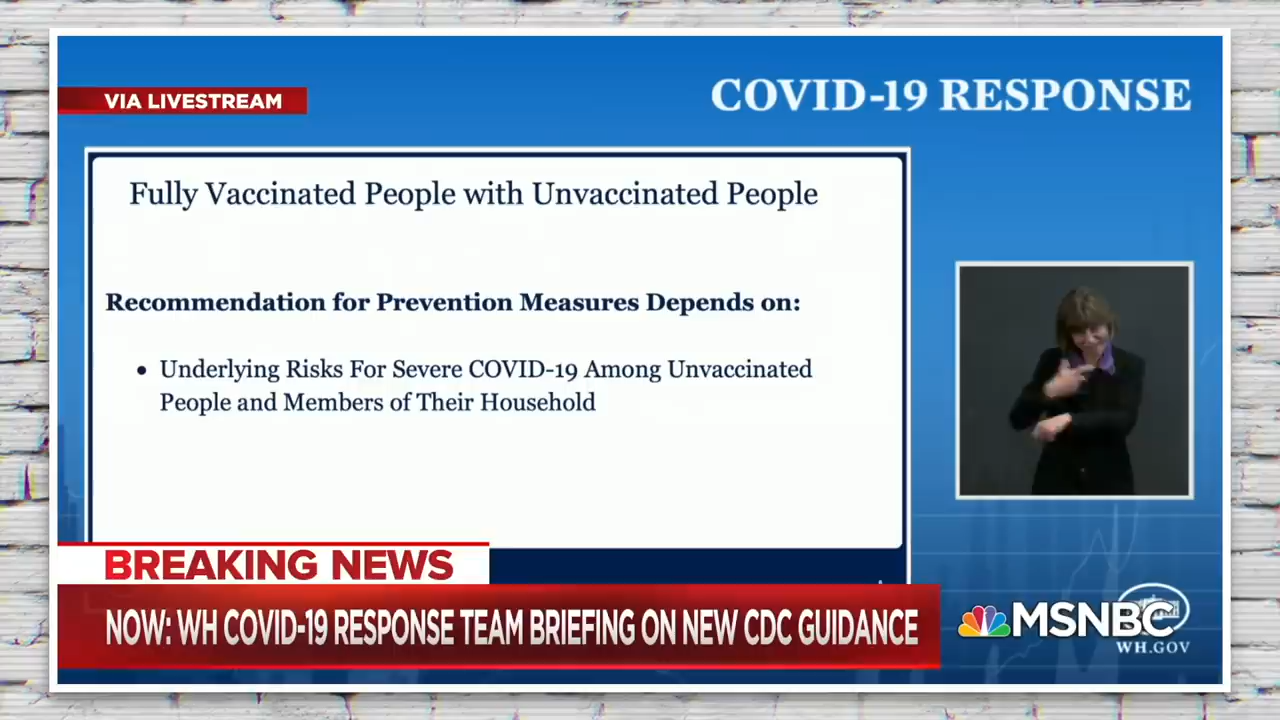 VIA LIVESTREAM
COVID-19 RESPONSE
Fully Vaccinated People with Unvaccinated People
Recommendation for Prevention Measures Depends on:
• Underlying Risks For Severe COVID-19 Among Unvaccinated
People and Members of Their Household
BREAKING NEWS
NOW: WH COVID-19 RESPONSE TEAM BRIEFING ON NEW CDC GUIDANCE
MSNBC
WH.GOV